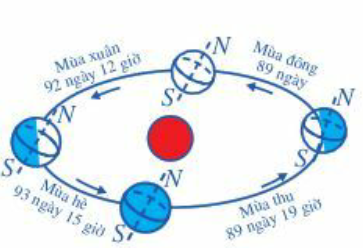 Mùa xuân
92 ngày 12 giờ
N
S
Mùa đông
89 ngày
N
S
N
S
Mùa hè
93 ngày 15 giờ
N
S
Mùa thu
89 ngày 19 giờ